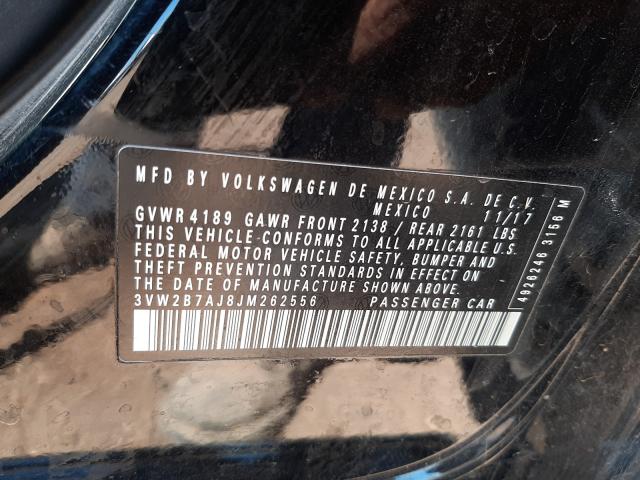 MFD BY VOLKSWAGEN DE MEXICO S.A. DE C.V.
MEXICO 11/17
GVWR 4189 GAWR FRONT 2138 / REAR 2161 LBS
THIS VEHICLE CONFORMS TO ALL APPLICABLE U.S.
FEDERAL MOTOR VEHICLE SAFETY, BUMPER, AND
THEFT PREVENTION STANDARDS IN EFFECT ON
THE DATE OF MANUFACTURE SHOWN ABOVE.
3VW2B7AJ8JM262556 PASSENGER CAR
4926246 3156 M